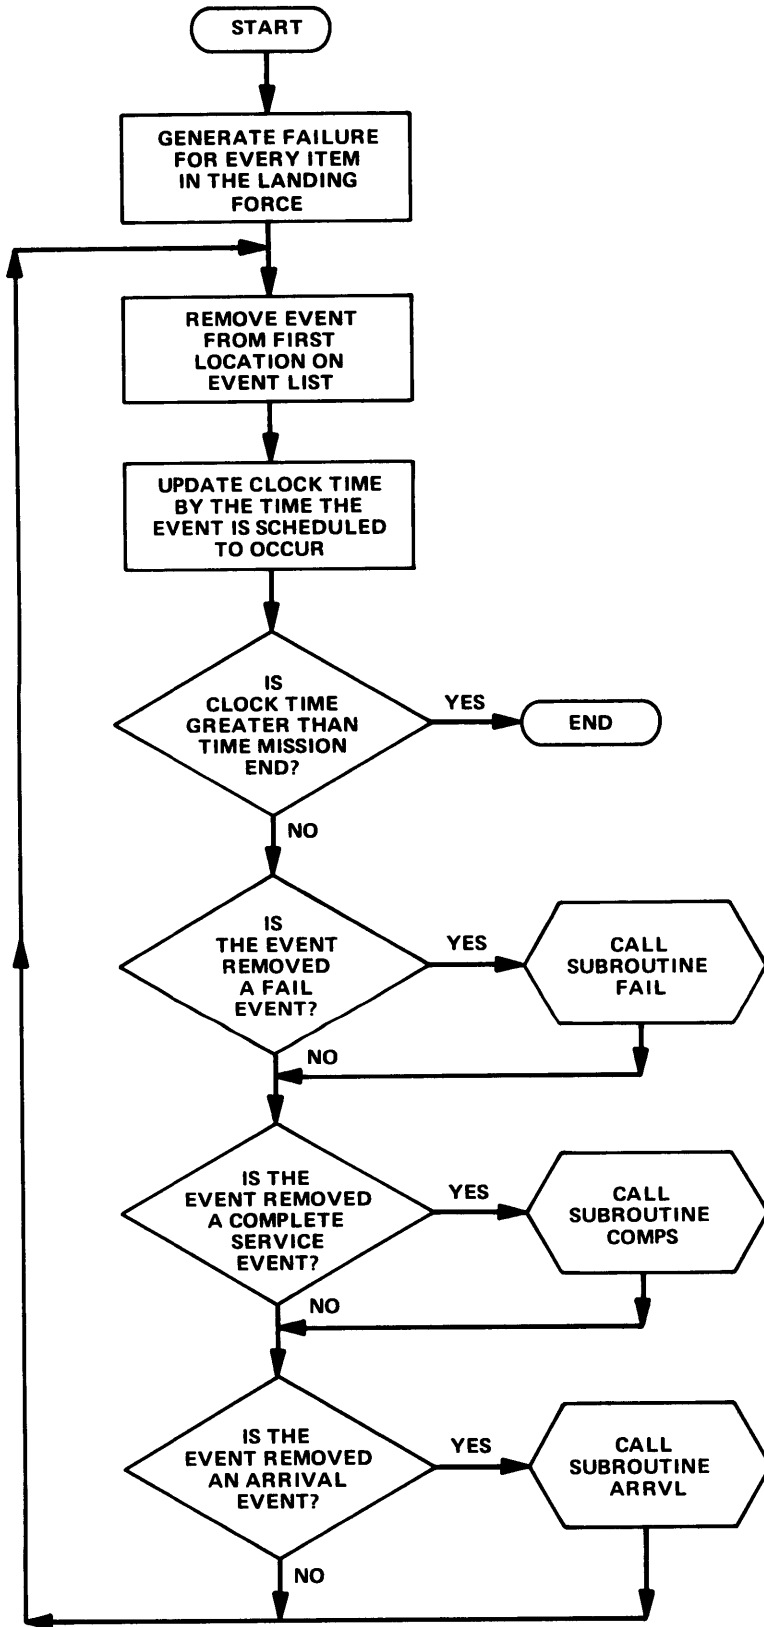 START
GENERATE FAILURE
FOR EVERY ITEM
IN THE LANDING
FORCE
REMOVE EVENT
FROM FIRST
LOCATION ON
EVENT LIST
UPDATE CLOCK TIME
BY THE TIME THE
EVENT IS SCHEDULED
TO OCCUR
IS
CLOCK TIME
GREATER THAN
TIME MISSION
END?
YES
END
NO
IS
THE EVENT
REMOVED
A FAIL
EVENT?
YES
CALL
SUBROUTINE
FAIL
NO
IS THE
EVENT REMOVED
A COMPLETE
SERVICE
EVENT?
YES
CALL
SUBROUTINE
COMPS
NO
IS THE
EVENT REMOVED
AN ARRIVAL
EVENT?
YES
CALL
SUBROUTINE
ARRVL
NO